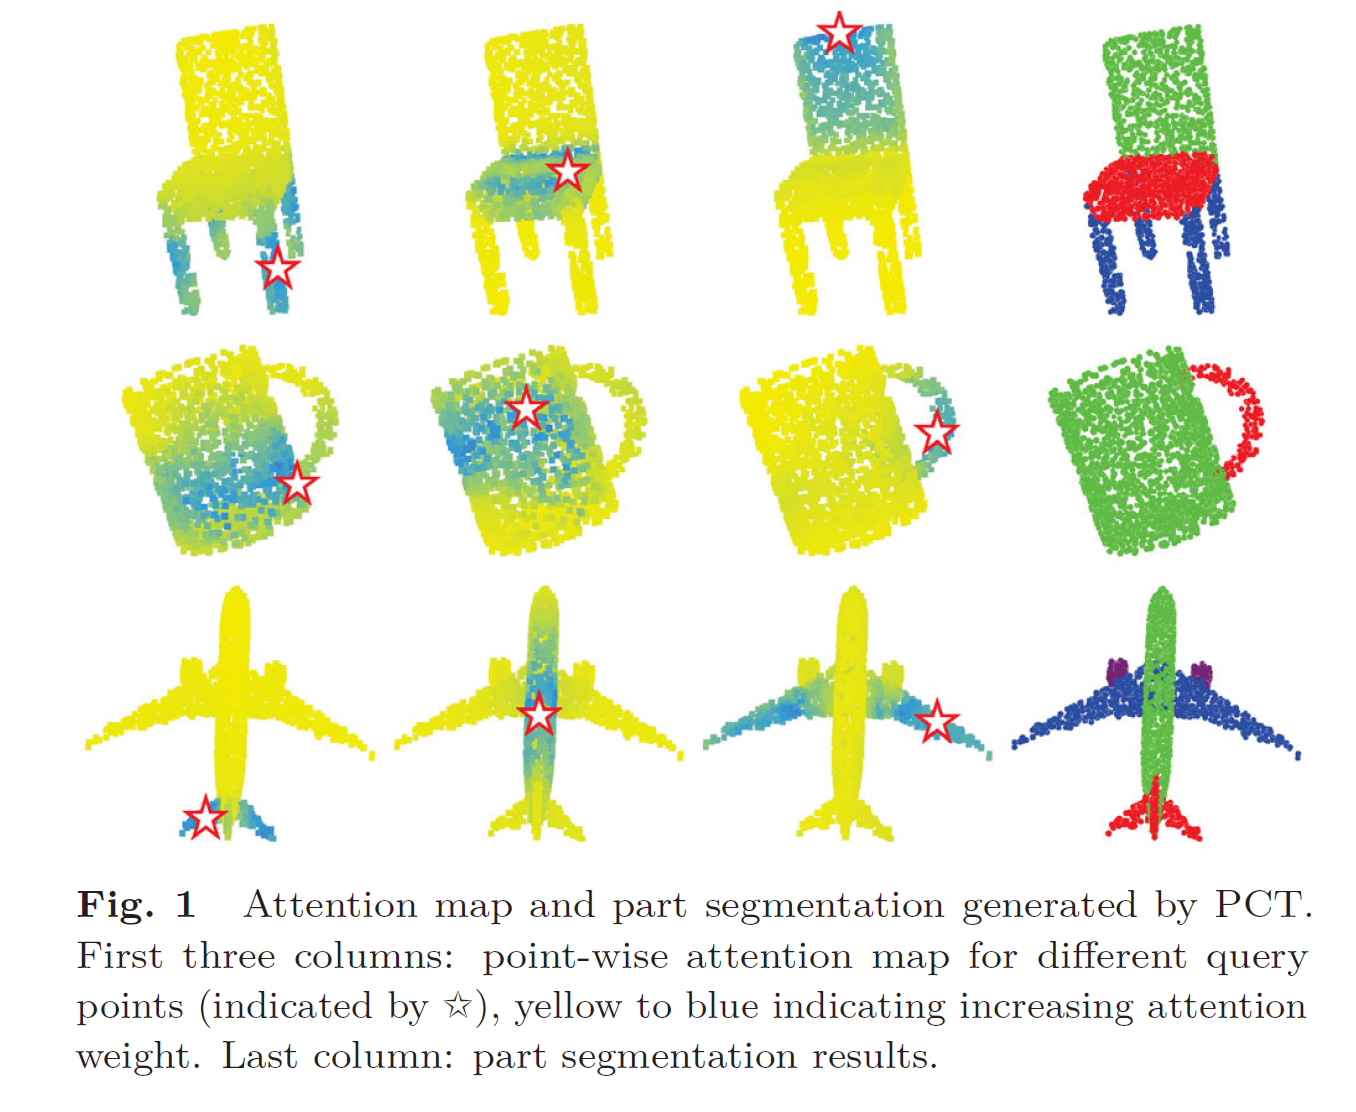 Fig. 1 Attention map and part segmentation generated by PCT.
First three columns: point-wise attention map for different query
points (indicated by ☆), yellow to blue indicating increasing attention
weight. Last column: part segmentation results.